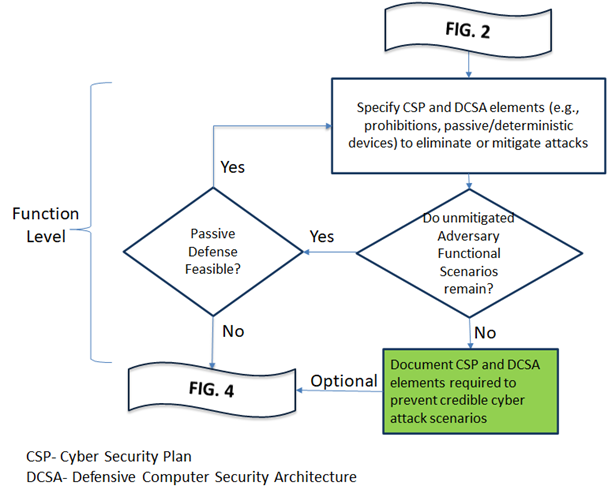 FIG. 2
Specify CSP and DCSA elements (e.g.,
prohibitions, passive/deterministic
devices) to eliminate or mitigate attacks
Yes
Function
Level
Passive
Defense
Feasible?
Yes
Do unmitigated
Adversary
Functional
Scenarios
remain?
No
No
FIG. 4
Optional
Document CSP and DCSA
elements required to
prevent credible cyber
attack scenarios
CSP- Cyber Security Plan
DCSA- Defensive Computer Security Architecture